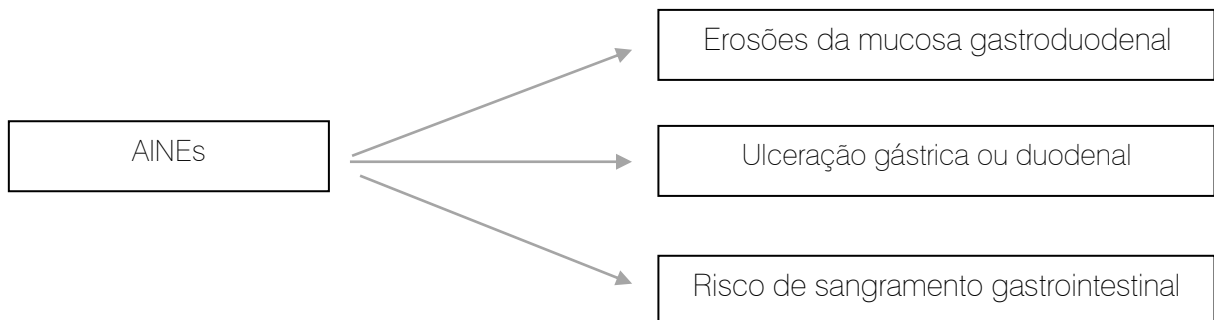 Erosões da mucosa gastroduodenal
AINEs
Ulceração gástrica ou duodenal
Risco de sangramento gastrointestinal